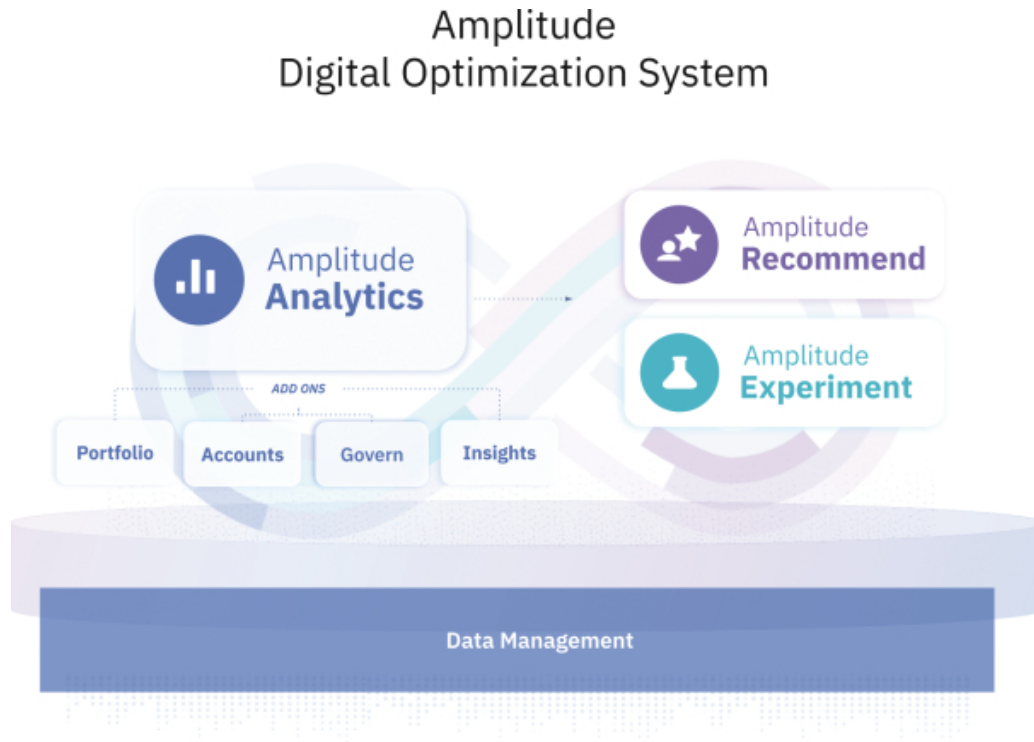 Amplitude
Digital Optimization System
Amplitude
Analytics
Amplitude
Recommend
Amplitude
Experiment
ADD ONS
Portfolio
Accounts
Govern
Insights
Data Management